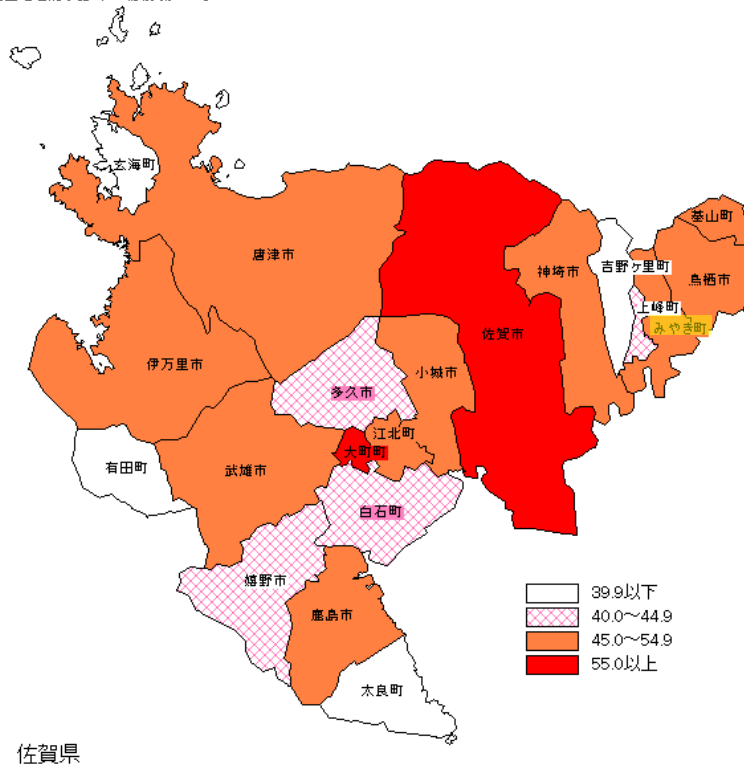 玄海町
唐津市
基山町
吉野ヶ里町
神埼市
鳥栖市
上峰町
みやき町
佐賀市
伊万里市
小城市
多久市
江北町
大町町
有田町
武雄市
白石町
嬉野市
鹿島市
太良町
39.9以下
40.0～44.9
45.0～54.9
55.0以上
佐賀県